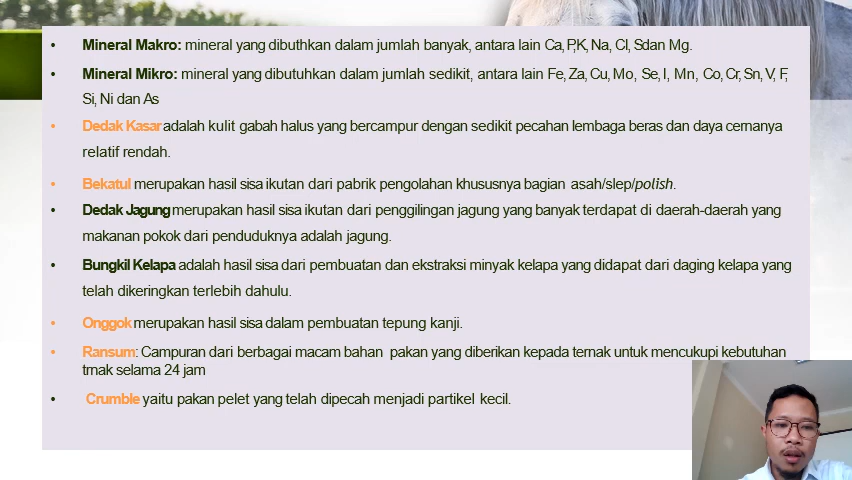 • Mineral Makro: mineral yang dibuthkan dalam jumlah banyak, antara lain Ca, P,K, Na, Cl, Sdan Mg.
• Mineral Mikro: mineral yang dibutuhkan dalam jumlah sedikit, antara lain Fe, Za, Cu, Mo, Se, I, Mn, Co, Cr, Sn, V, F,
Si, Ni dan As
• Dedak Kasar adalah kulit gabah halus yang bercampur dengan sedikit pecahan lembaga beras dan daya cernanya
relatif rendah.
• Bekatul merupakan hasil sisa ikutan dari pabrik pengolahan khususnya bagian asah/slep/polish.
• Dedak Jagung merupakan hasil sisa ikutan dari penggilingan jagung yang banyak terdapat di daerah-daerah yang
makanan pokok dari penduduknya adalah jagung.
• Bungkil Kelapa adalah hasil sisa dari pembuatan dan ekstraksi minyak kelapa yang didapat dari daging kelapa yang
telah dikeringkan terlebih dahulu.
• Onggok merupakan hasil sisa dalam pembuatan tepung kanji.
• Ransum: Campuran dari berbagai macam bahan pakan yang diberikan kepada ternak untuk mencukupi kebutuhan
trnak selama 24 jam
• Crumble yaitu pakan pelet yang telah dipecah menjadi partikel kecil.